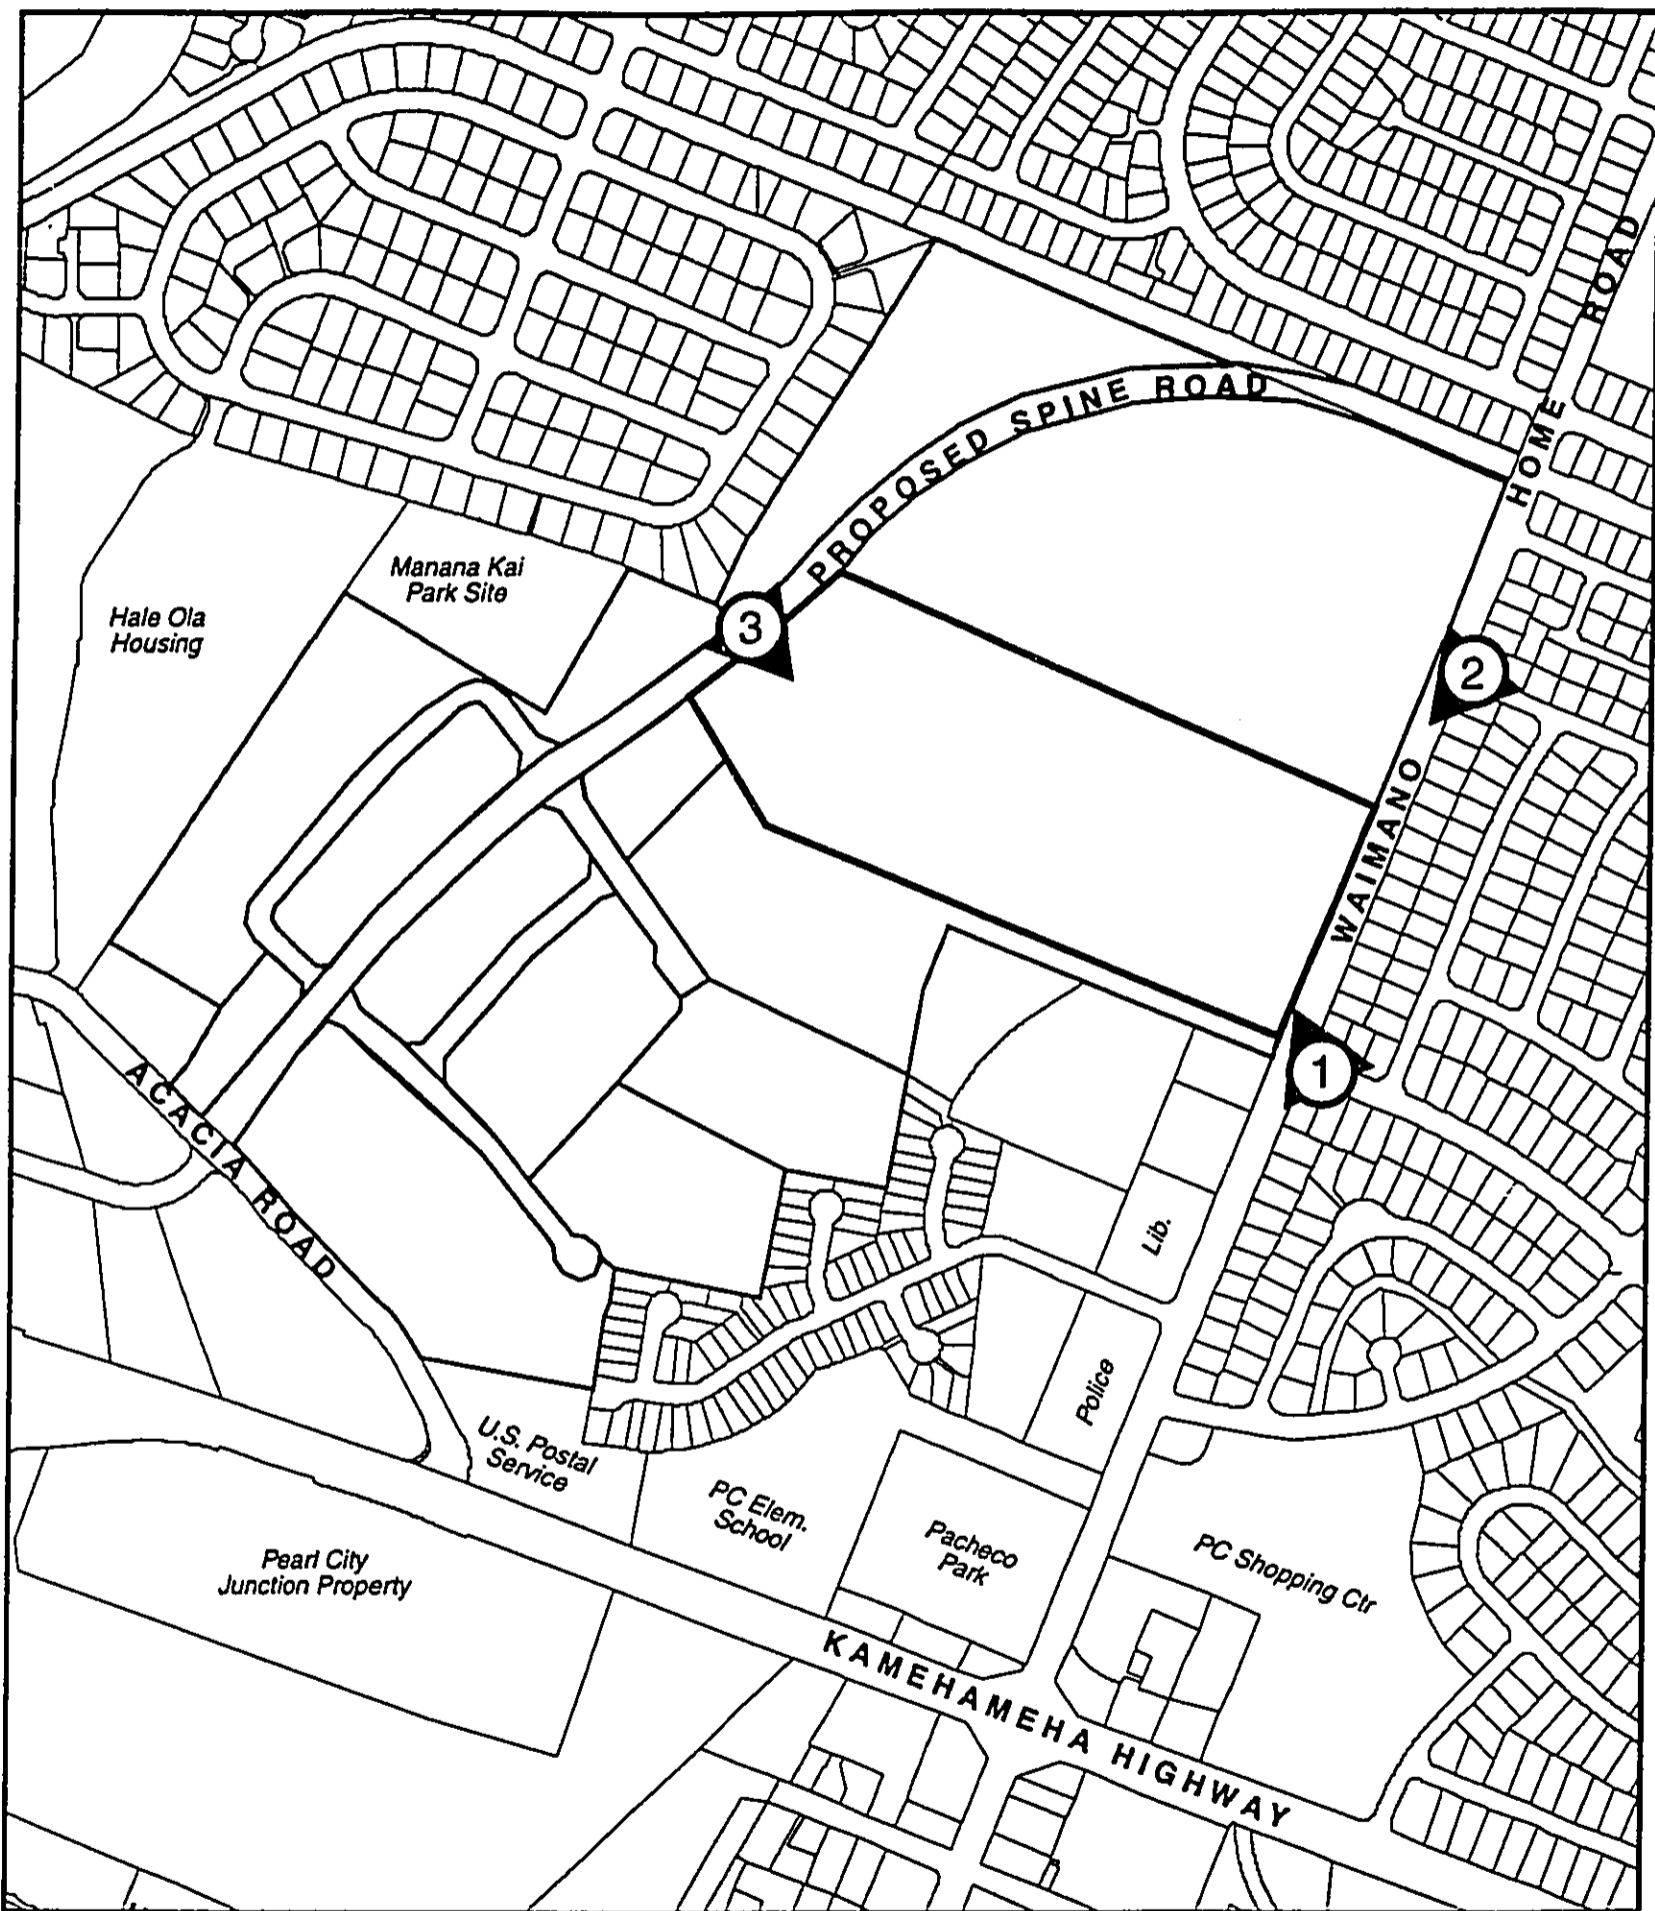 PROPOSED SPINE ROAD
WAIMANO HOME ROAD
Manana Kai
Park Site
Hale Ola
Housing
3
2
1
ACACIA ROAD
Lib.
Police
U.S. Postal
Service
PC Elem.
School
Pacheco
Park
PC Shopping Ctr
Pearl City
Junction Property
KAMEHAMEHA HIGHWAY